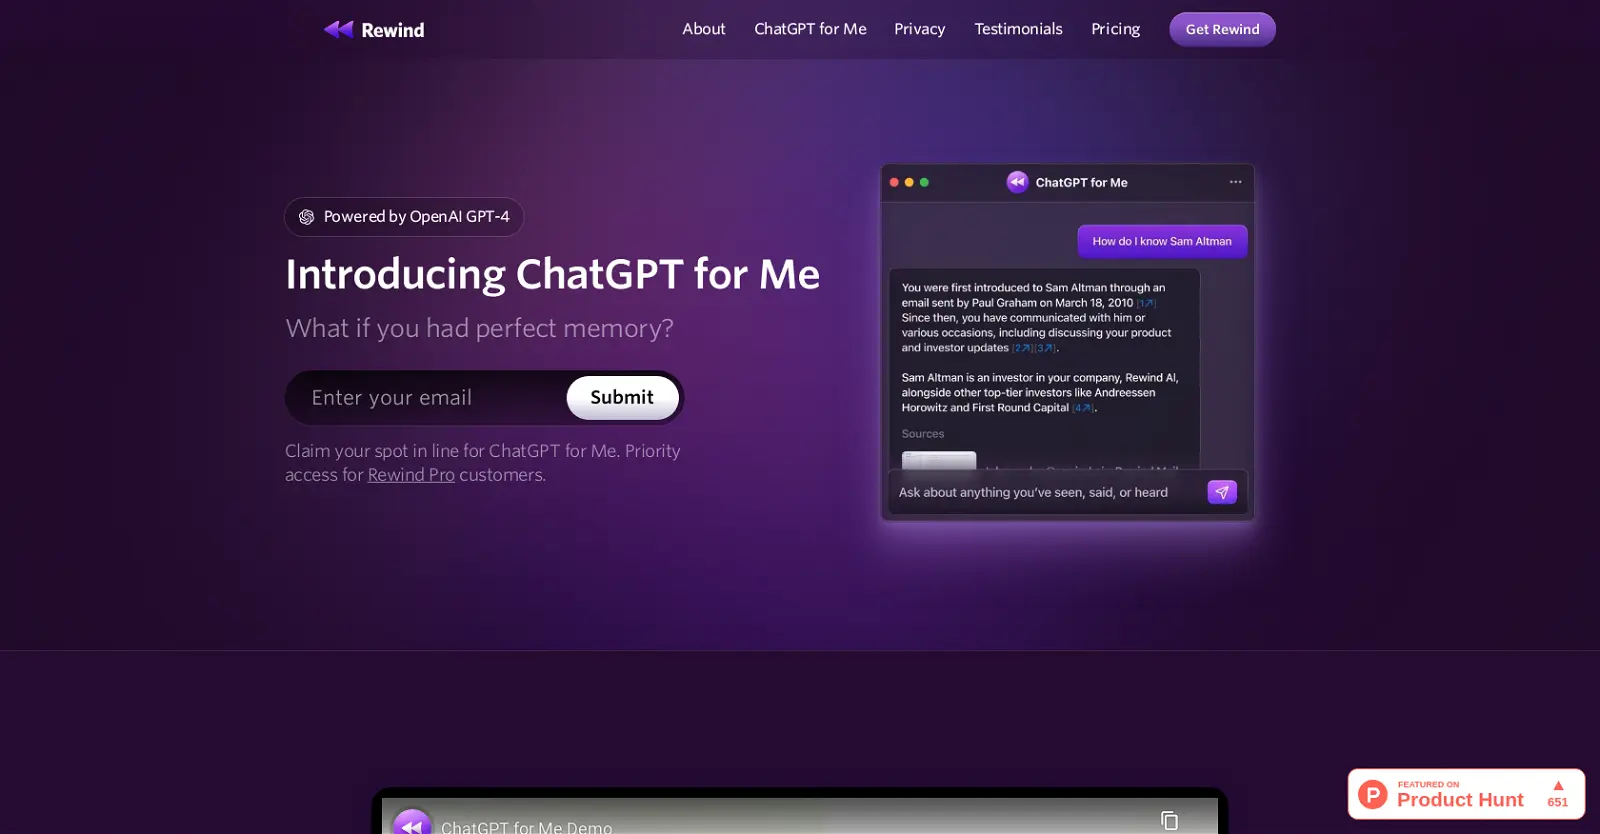 Rewind
About
ChatGPT for Me
Privacy
Testimonials
Pricing
Get Rewind
Powered by OpenAI GPT-4
Introducing ChatGPT for Me
What if you had perfect memory?
Enter your email
Submit
Claim your spot in line for ChatGPT for Me. Priority
access for Rewind Pro customers.
ChatGPT for Me
How do I know Sam Altman
You were first introduced to Sam Altman through an
email sent by Paul Graham on March 18, 2010 [1↗]
Since then, you have communicated with him or
various occasions, including discussing your product
and investor updates [2↗][3↗].
Sam Altman is an investor in your company, Rewind AI,
alongside other top-tier investors like Andreessen
Horowitz and First Round Capital [4↗].
Sources
Ask about anything you've seen, said, or heard
FEATURED ON
Product Hunt
651
ChatGPT for Me Demo